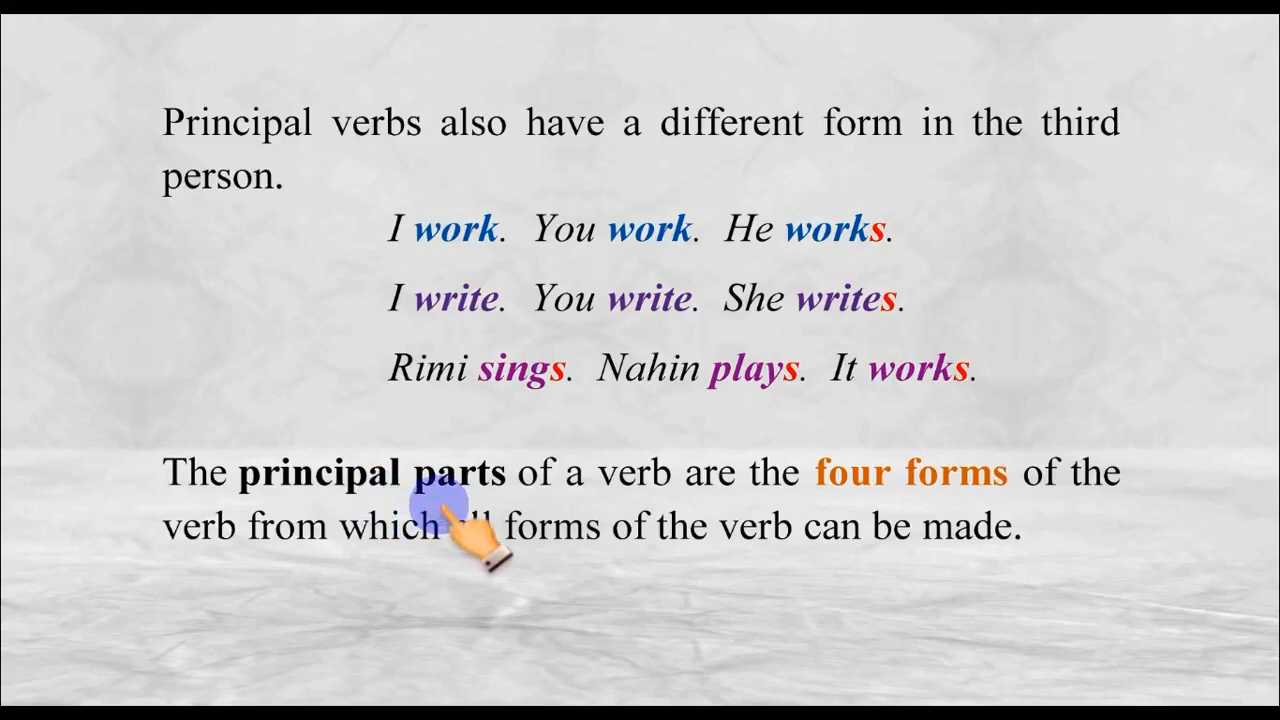 Principal verbs also have a different form in the third
person.
I work. You work. He works.
I write. You write. She writes.
Rimi sings. Nahin plays. It works.
The principal parts of a verb are the four forms of the
verb from which forms of the verb can be made.